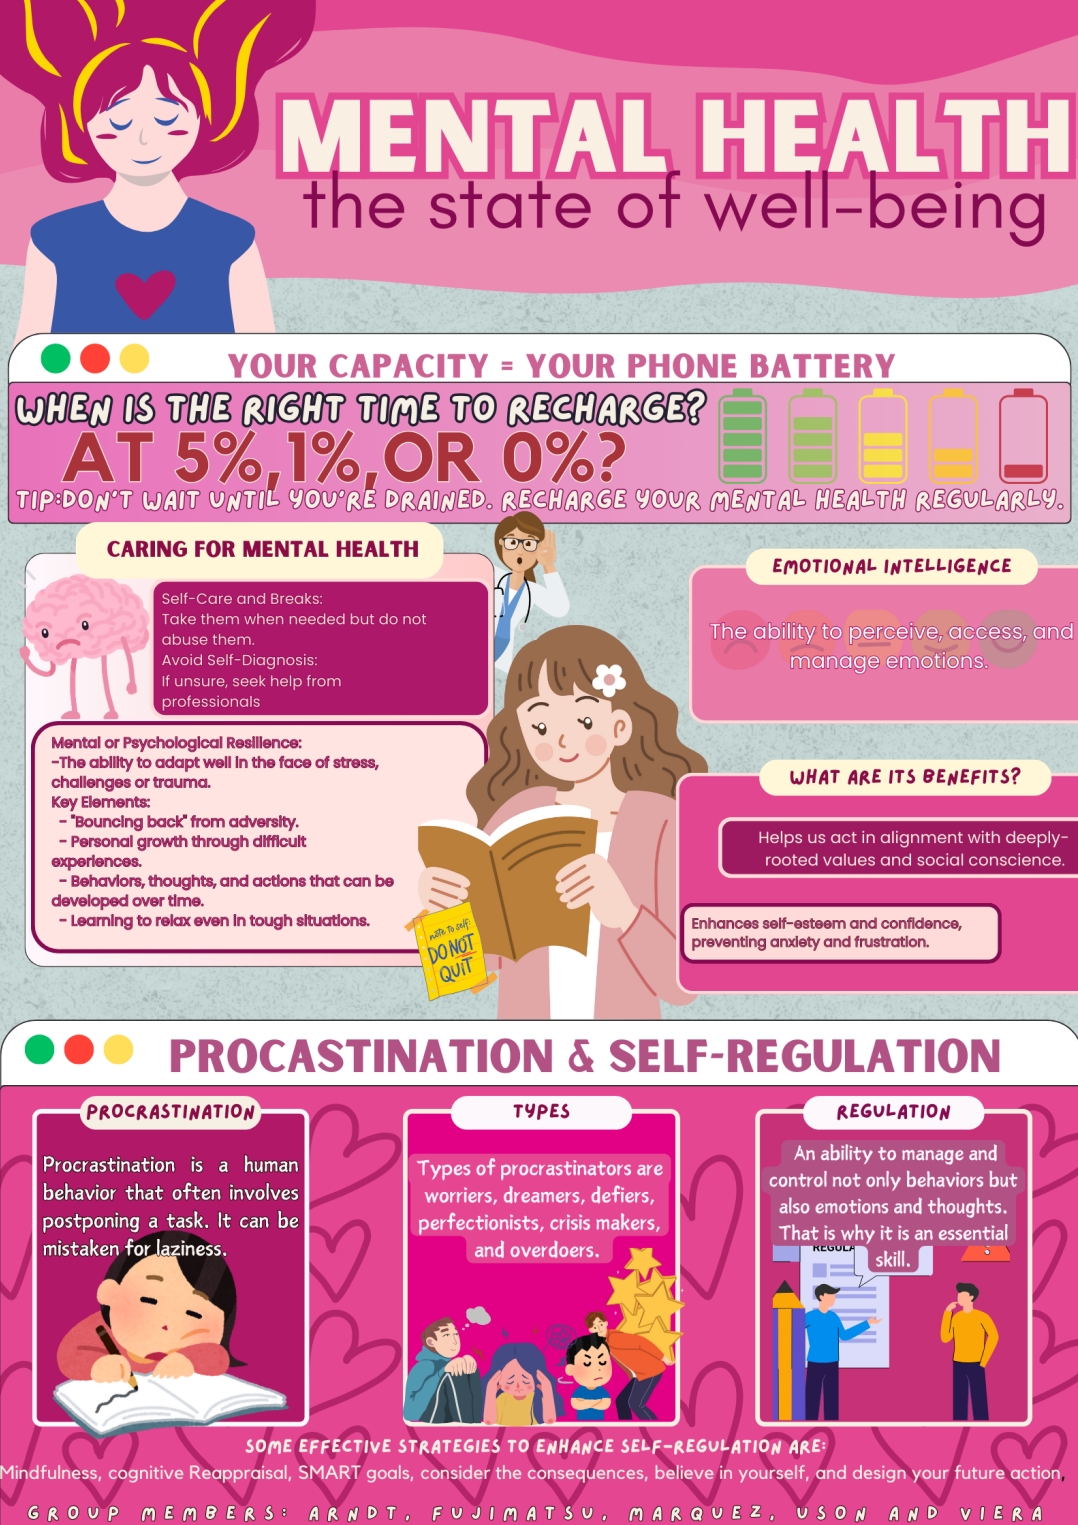 MENTAL HEALTH
the state of well-being
YOUR CAPACITY = YOUR PHONE BATTERY
WHEN IS THE RIGHT TIME TO RECHARGE?
AT 5%,1%,OR 0%?
TIP:DON'T WAIT UNTIL YOU'RE DRAINED. RECHARGE YOUR MENTAL HEALTH REGULARLY.
CARING FOR MENTAL HEALTH
Self-Care and Breaks:
Take them when needed but do not
abuse them.
Avoid Self-Diagnosis:
If unsure, seek help from
professionals
Mental or Psychological Resilience:
-The ability to adapt well in the face of stress,
challenges or trauma.
Key Elements:
- "Bouncing back" from adversity.
- Personal growth through difficult
experiences.
- Behaviors, thoughts, and actions that can be
developed over time.
- Learning to relax even in tough situations.
note to self:
DO NOT
QUIT
EMOTIONAL INTELLIGENCE
The ability to perceive, access, and
manage emotions.
WHAT ARE ITS BENEFITS?
Helps us act in alignment with deeply-
rooted values and social conscience.
Enhances self-esteem and confidence,
preventing anxiety and frustration.
PROCASTINATION & SELF-REGULATION
PROCRASTINATION
Procrastination is a human
behavior that often involves
postponing a task. It can be
mistaken for laziness.
TYPES
Types of procrastinators are
worriers, dreamers, defiers,
perfectionists, crisis makers,
and overdoers.
REGULATION
An ability to manage and
control not only behaviors but
also emotions and thoughts.
That is why it is an essential
skill.
REGULA
SOME EFFECTIVE STRATEGIES TO ENHANCE SELF-REGULATION ARE:
Mindfulness, cognitive Reappraisal, SMART goals, consider the consequences, believe in yourself, and design your future action,
GROUP MEMBERS: ARNDT, FUJIMATSU, MARQUEZ, USON AND VIERA